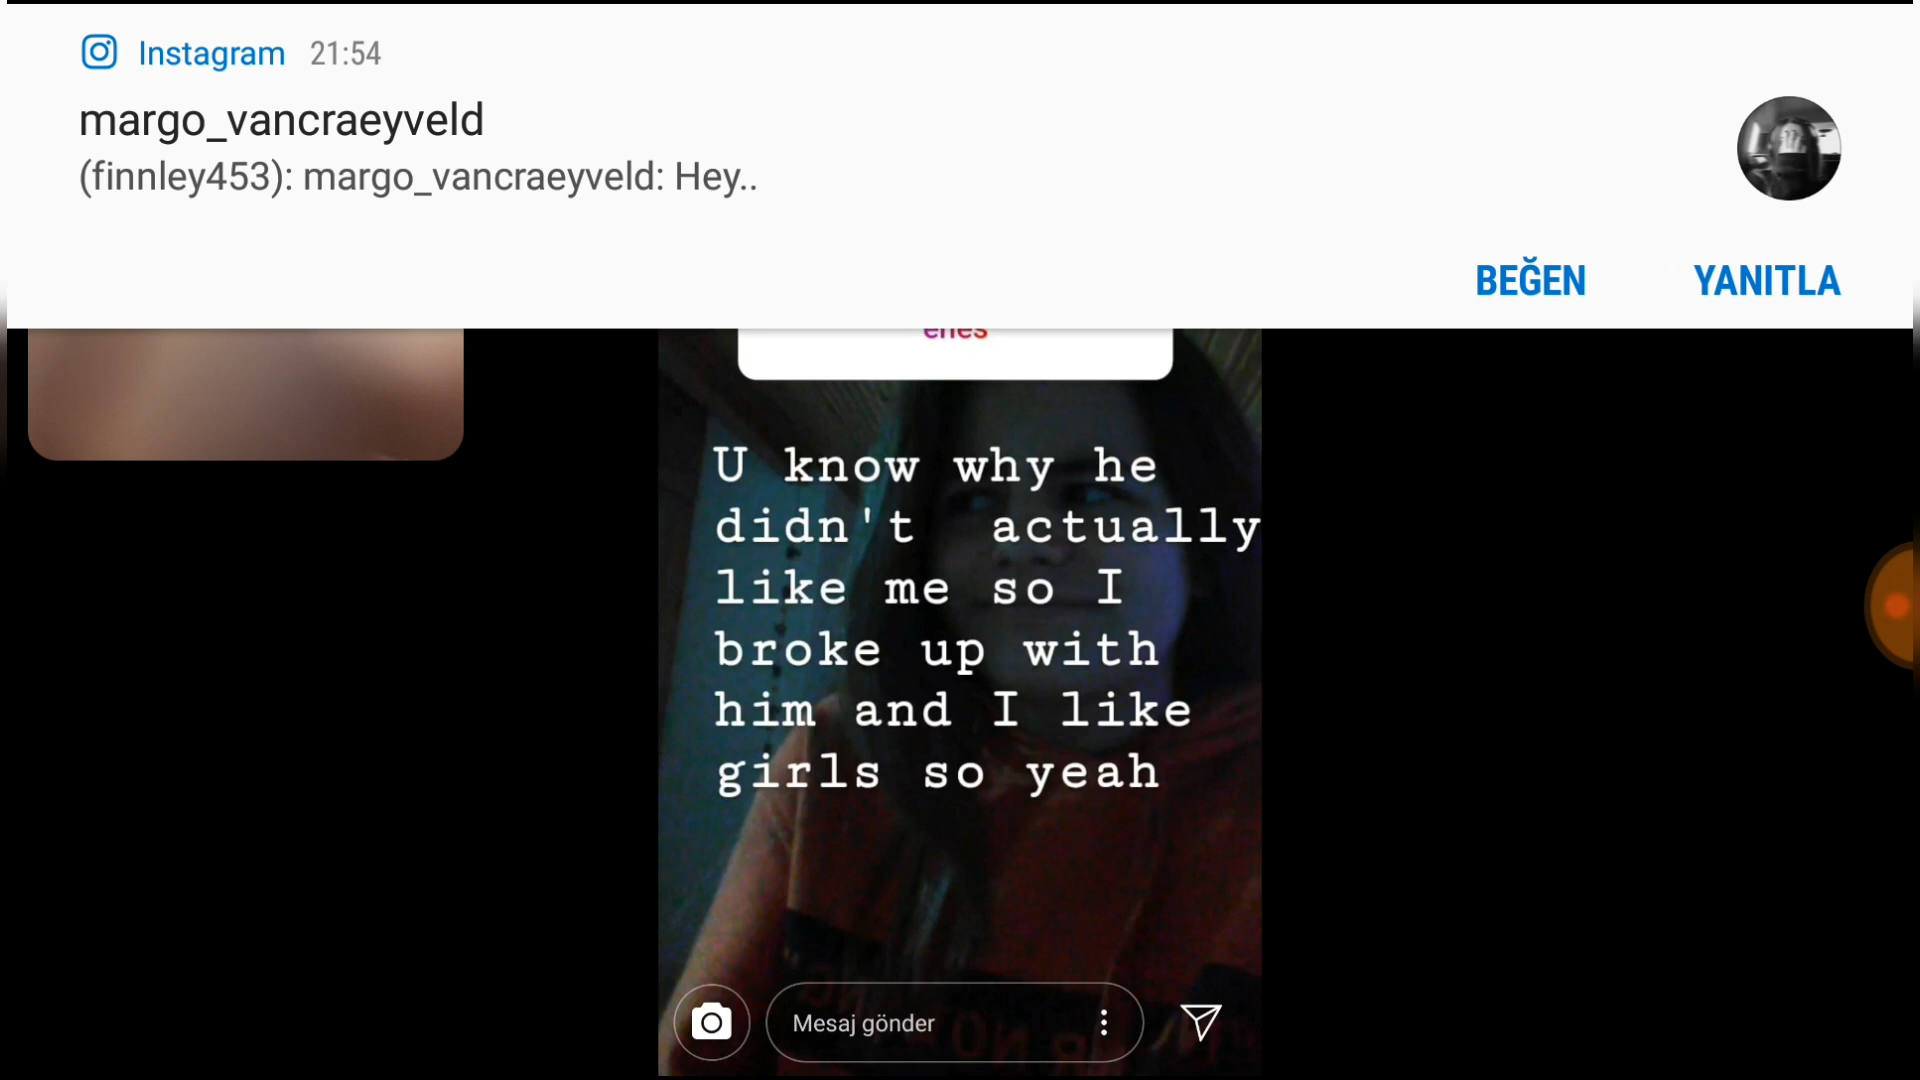 Instagram 21:54
margo_vancraeyveld
(finnley453): margo_vancraeyveld: Hey..
BEĞEN YANITLA
enes
U know why he
didn't actually
like me so I
broke up with
him and I like
girls so yeah
Mesaj gönder